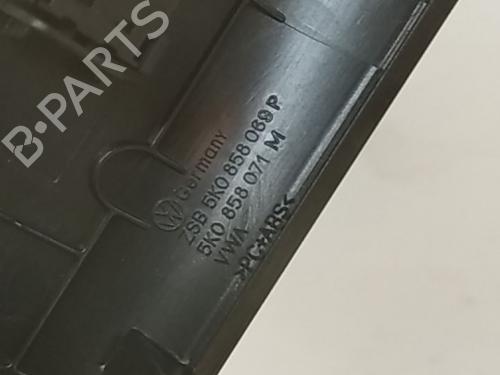 B-PARTS
Germany
ZSB 5K0 858 069 P
5K0 858 071 M
VWA
>PC+ABS<